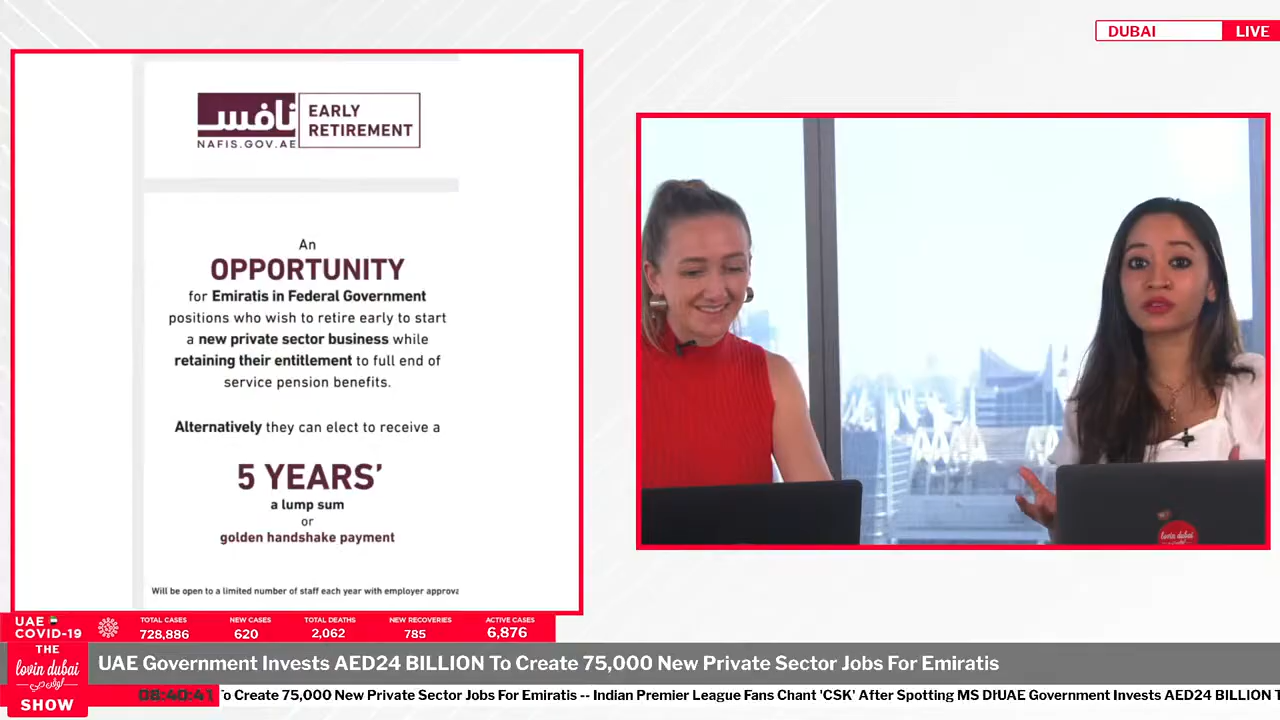 DUBAI
LIVE
نافس
NAFIS.GOV.AE
EARLY
RETIREMENT
An
OPPORTUNITY
for Emiratis in Federal Government
positions who wish to retire early to start
a new private sector business while
retaining their entitlement to full end of
service pension benefits.
Alternatively they can elect to receive a
5 YEARS’
a lump sum
or
golden handshake payment
Will be open to a limited number of staff each year with employer approva
lovin dubai
UAE
COVID-19
TOTAL CASES
728,886
NEW CASES
620
TOTAL DEATHS
2,062
NEW RECOVERIES
785
ACTIVE CASES
6,876
THE
lovin dubai
SHOW
UAE Government Invests AED24 BILLION To Create 75,000 New Private Sector Jobs For Emiratis
08:40:41
To Create 75,000 New Private Sector Jobs For Emiratis -- Indian Premier League Fans Chant 'CSK' After Spotting MS DIUAE Government Invests AED24 BILLION T